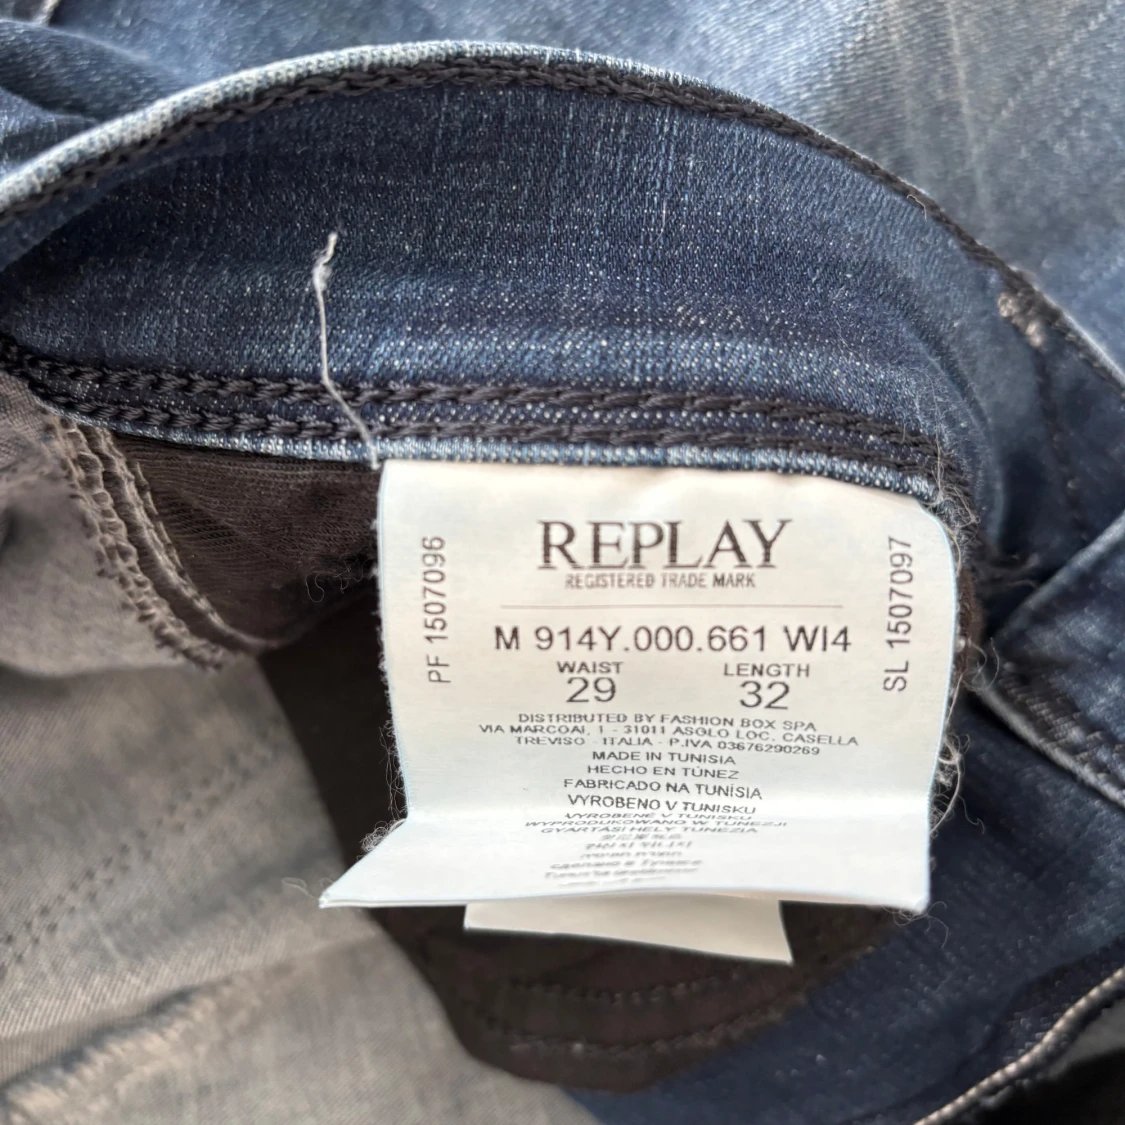 REPLAY
REGISTERED TRADE MARK
PF 1507096
SL 1507097
M 914Y.000.661 WI4
WAIST LENGTH
29 32
DISTRIBUTED BY FASHION BOX SPA
VIA MARCOAI, 1 - 31011 ASOLO LOC. CASELLA
TREVISO - ITALIA - P.IVA 03676290269
MADE IN TUNISIA
HECHO EN TÚNEZ
FABRICADO NA TUNÍSIA
VYROBENO V TUNISKU
VYROBENÉ V TUNISKU
WYPRODUKOWANO W TUNEZJI
GYÁRTÁSI HELY TUNÉZIA